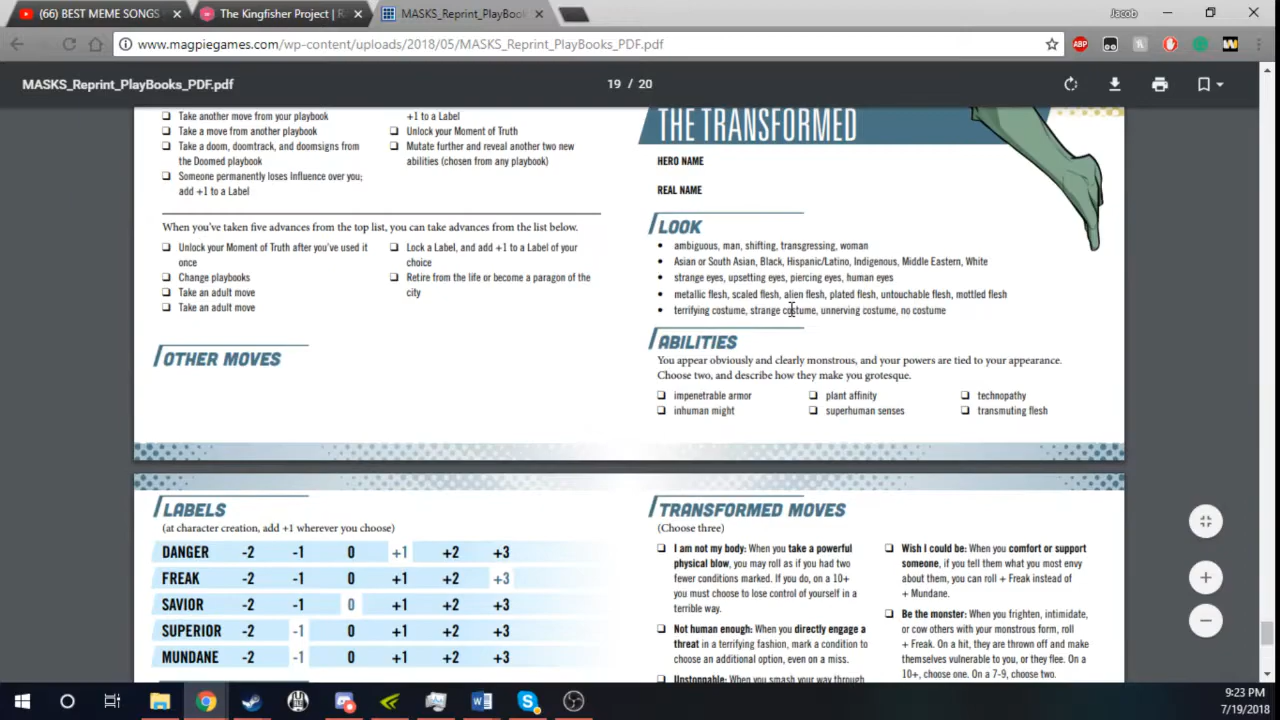 (66) BEST MEME SONGS
The Kingfisher Project | R
MASKS_Reprint_PlayBook
Jacob
www.magpiegames.com/wp-content/uploads/2018/05/MASKS_Reprint_PlayBooks_PDF.pdf
ABP
MASKS_Reprint_PlayBooks_PDF.pdf
19 / 20
Take another move from your playbook
Take a move from another playbook
Take a doom, doomtrack, and doomsigns from
the Doomed playbook
Someone permanently loses Influence over you;
add +1 to a Label
+1 to a Label
Unlock your Moment of Truth
Mutate further and reveal another two new
abilities (chosen from any playbook)
When you've taken five advances from the top list, you can take advances from the list below.
Unlock your Moment of Truth after you've used it
once
Change playbooks
Take an adult move
Take an adult move
Lock a Label, and add +1 to a Label of your
choice
Retire from the life or become a paragon of the
city
OTHER MOVES
THE TRANSFORMED
HERO NAME
REAL NAME
LOOK
• ambiguous, man, shifting, transgressing, woman
• Asian or South Asian, Black, Hispanic/Latino, Indigenous, Middle Eastern, White
• strange eyes, upsetting eyes, piercing eyes, human eyes
• metallic flesh, scaled flesh, alien flesh, plated flesh, untouchable flesh, mottled flesh
• terrifying costume, strange costume, unnerving costume, no costume
ABILITIES
You appear obviously and clearly monstrous, and your powers are tied to your appearance.
Choose two, and describe how they make you grotesque.
impenetrable armor
inhuman might
plant affinity
superhuman senses
technopathy
transmuting flesh
LABELS
(at character creation, add +1 wherever you choose)
DANGER -2 -1 0 +1 +2 +3
FREAK -2 -1 0 +1 +2 +3
SAVIOR -2 -1 0 +1 +2 +3
SUPERIOR -2 -1 0 +1 +2 +3
MUNDANE -2 -1 0 +1 +2 +3
TRANSFORMED MOVES
(Choose three)
I am not my body: When you take a powerful
physical blow, you may roll as if you had two
fewer conditions marked. If you do, on a 10+
you must choose to lose control of yourself in a
terrible way.
Not human enough: When you directly engage a
threat in a terrifying fashion, mark a condition to
choose an additional option, even on a miss.
Unstoppable: When you smash your way through
Wish I could be: When you comfort or support
someone, if you tell them what you most envy
about them, you can roll + Freak instead of
+ Mundane.
Be the monster: When you frighten, intimidate,
or cow others with your monstrous form, roll
+ Freak. On a hit, they are thrown off and make
themselves vulnerable to you, or they flee. On a
10+, choose one. On a 7-9, choose two.
9:23 PM
7/19/2018